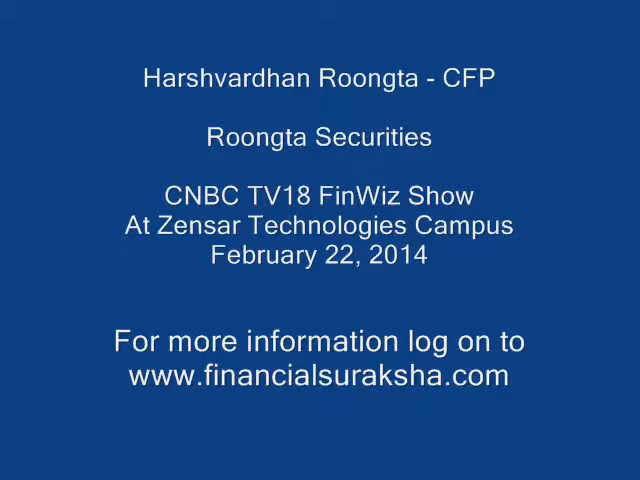 Harshvardhan Roongta - CFP
Roongta Securities
CNBC TV18 FinWiz Show
At Zensar Technologies Campus
February 22, 2014
For more information log on to
www.financialsuraksha.com